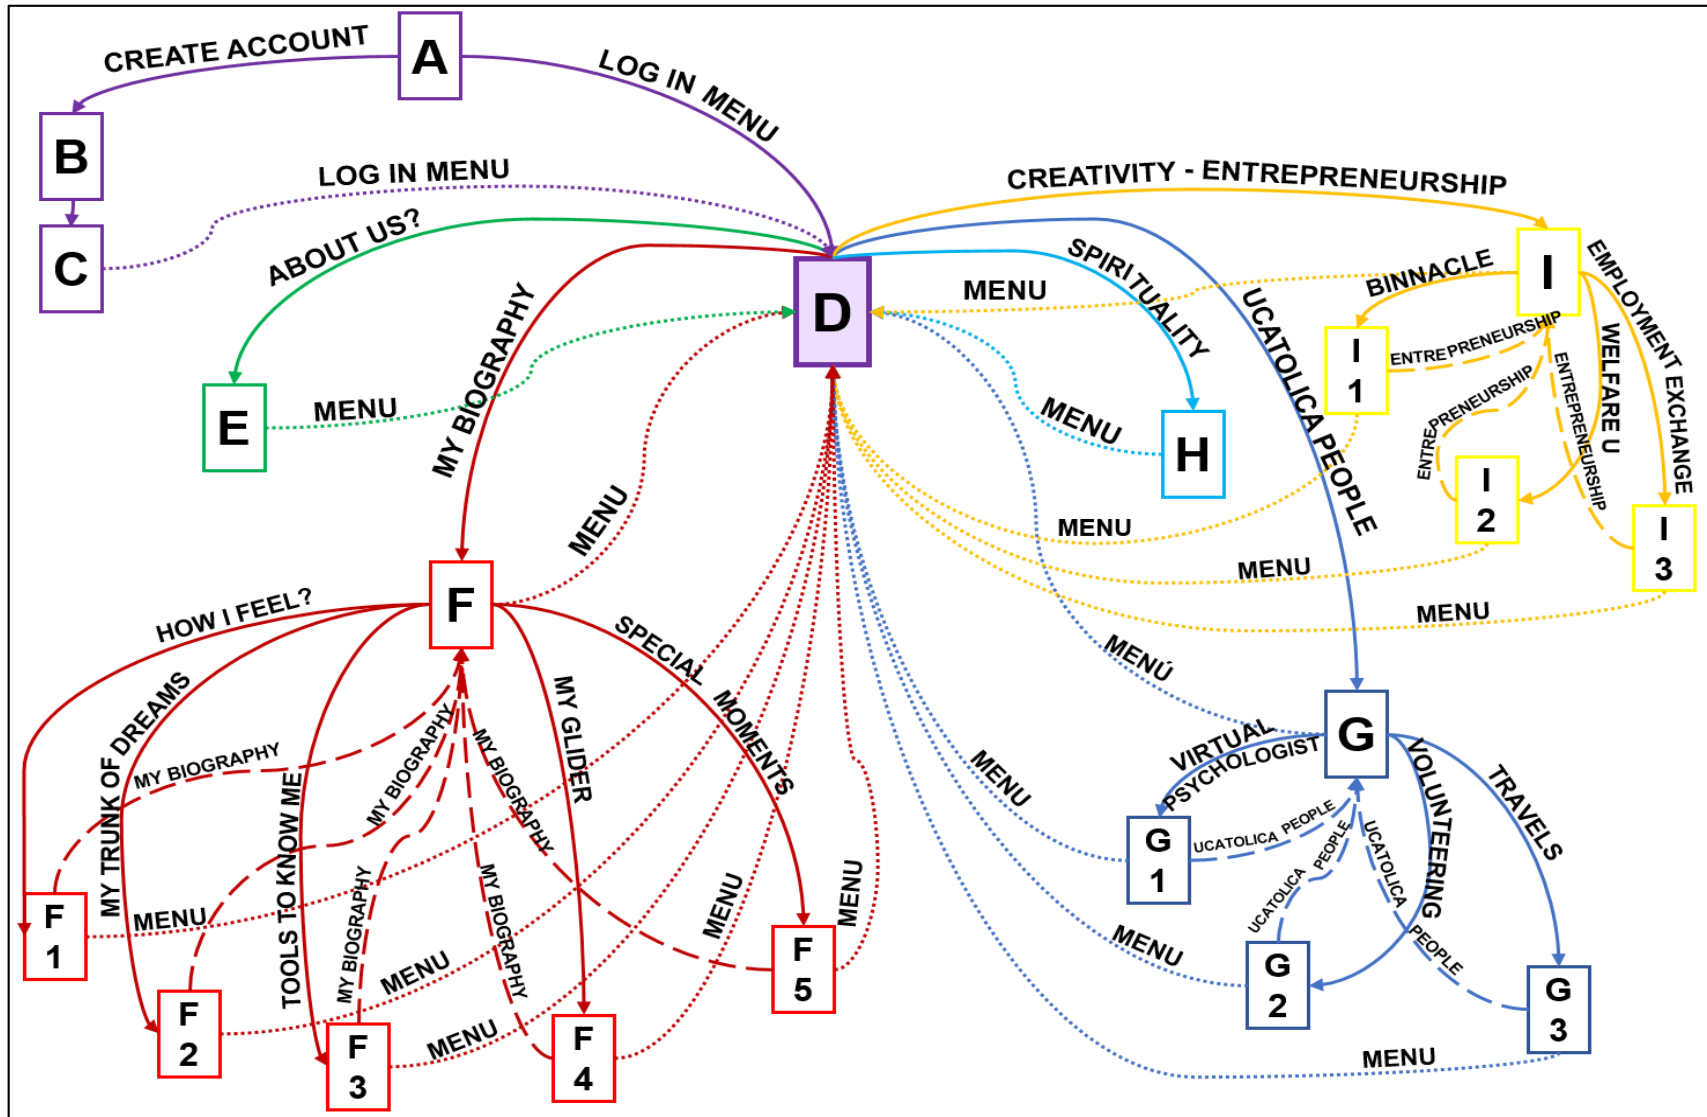 CREATE ACCOUNT
A
LOG IN MENU
B
LOG IN MENU
C
ABOUT US?
CREATIVITY - ENTREPRENEURSHIP
SPIRITUALITY
UCATOLICA PEOPLE
MY BIOGRAPHY
D
MENU
I
BINNACLE
EMPLOYMENT EXCHANGE
WELFARE U
ENTREPRENEURSHIP
ENTREPRENEURSHIP
ENTREPRENEURSHIP
I
1
I
2
I
3
E
MENU
MENU
H
MENU
MENU
MENU
MENU
MENÚ
F
HOW I FEEL?
MY TRUNK OF DREAMS
TOOLS TO KNOW ME
MY GLIDER
SPECIAL MOMENTS
MY BIOGRAPHY
MY BIOGRAPHY
MY BIOGRAPHY
MY BIOGRAPHY
MY BIOGRAPHY
F
1
MENU
F
2
MENU
F
3
MENU
F
4
MENU
F
5
MENU
G
VIRTUAL
PSYCHOLOGIST
VOLUNTEERING
TRAVELS
UCATOLICA PEOPLE
UCATOLICA PEOPLE
UCATOLICA PEOPLE
G
1
MENU
G
2
MENU
G
3
MENU